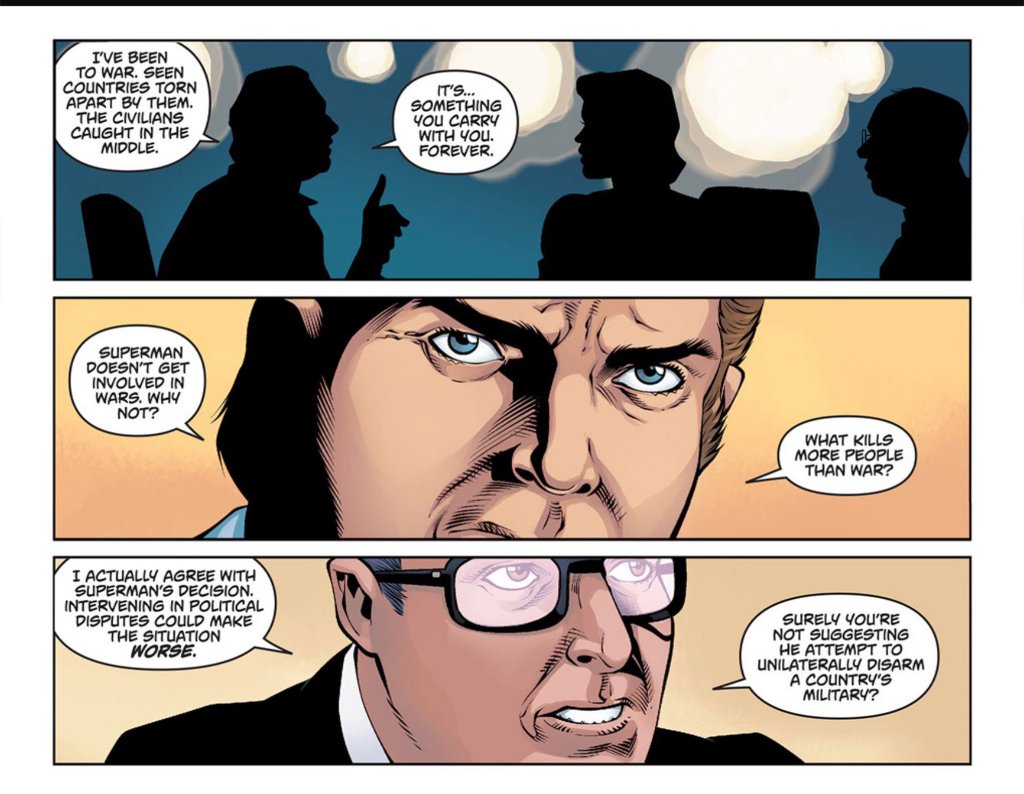 I'VE BEEN
TO WAR. SEEN
COUNTRIES TORN
APART BY THEM.
THE CIVILIANS
CAUGHT IN THE
MIDDLE.
IT'S...
SOMETHING
YOU CARRY
WITH YOU.
FOREVER.
SUPERMAN
DOESN'T GET
INVOLVED IN
WARS. WHY
NOT?
WHAT KILLS
MORE PEOPLE
THAN WAR?
I ACTUALLY AGREE WITH
SUPERMAN'S DECISION.
INTERVENING IN POLITICAL
DISPUTES COULD MAKE
THE SITUATION
WORSE.
SURELY YOU'RE
NOT SUGGESTING
HE ATTEMPT TO
UNILATERALLY DISARM
A COUNTRY'S
MILITARY?